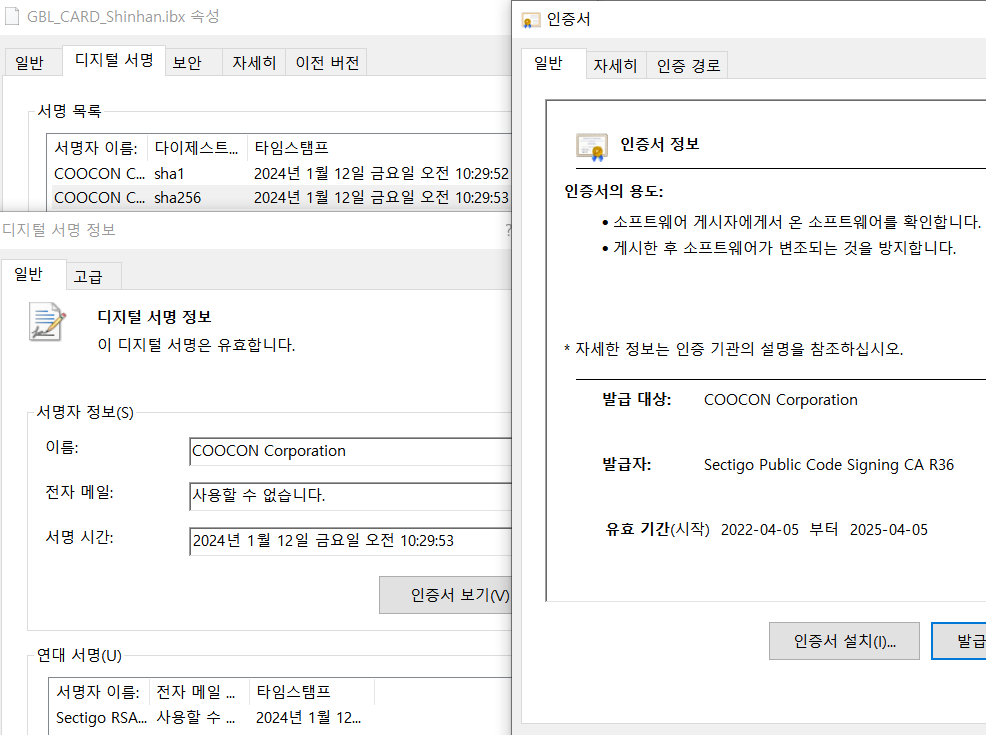 GBL_CARD_Shinhan.ibx 속성
일반 디지털 서명 보안 자세히 이전 버전
서명 목록
서명자 이름: 다이제스트... 타임스탬프
COOCON C... sha1 2024년 1월 12일 금요일 오전 10:29:52
COOCON C... sha256 2024년 1월 12일 금요일 오전 10:29:53
디지털 서명 정보 ?
일반 고급
디지털 서명 정보
이 디지털 서명은 유효합니다.
서명자 정보(S)
이름: COOCON Corporation
전자 메일: 사용할 수 없습니다.
서명 시간: 2024년 1월 12일 금요일 오전 10:29:53
인증서 보기(V)
연대 서명(U)
서명자 이름: 전자 메일 ... 타임스탬프
Sectigo RSA... 사용할 수 ... 2024년 1월 12...
인증서
일반 자세히 인증 경로
인증서 정보
인증서의 용도:
• 소프트웨어 게시자에게서 온 소프트웨어를 확인합니다.
• 게시한 후 소프트웨어가 변조되는 것을 방지합니다.
* 자세한 정보는 인증 기관의 설명을 참조하십시오.
발급 대상: COOCON Corporation
발급자: Sectigo Public Code Signing CA R36
유효 기간(시작) 2022-04-05 부터 2025-04-05
인증서 설치(I)... 발급